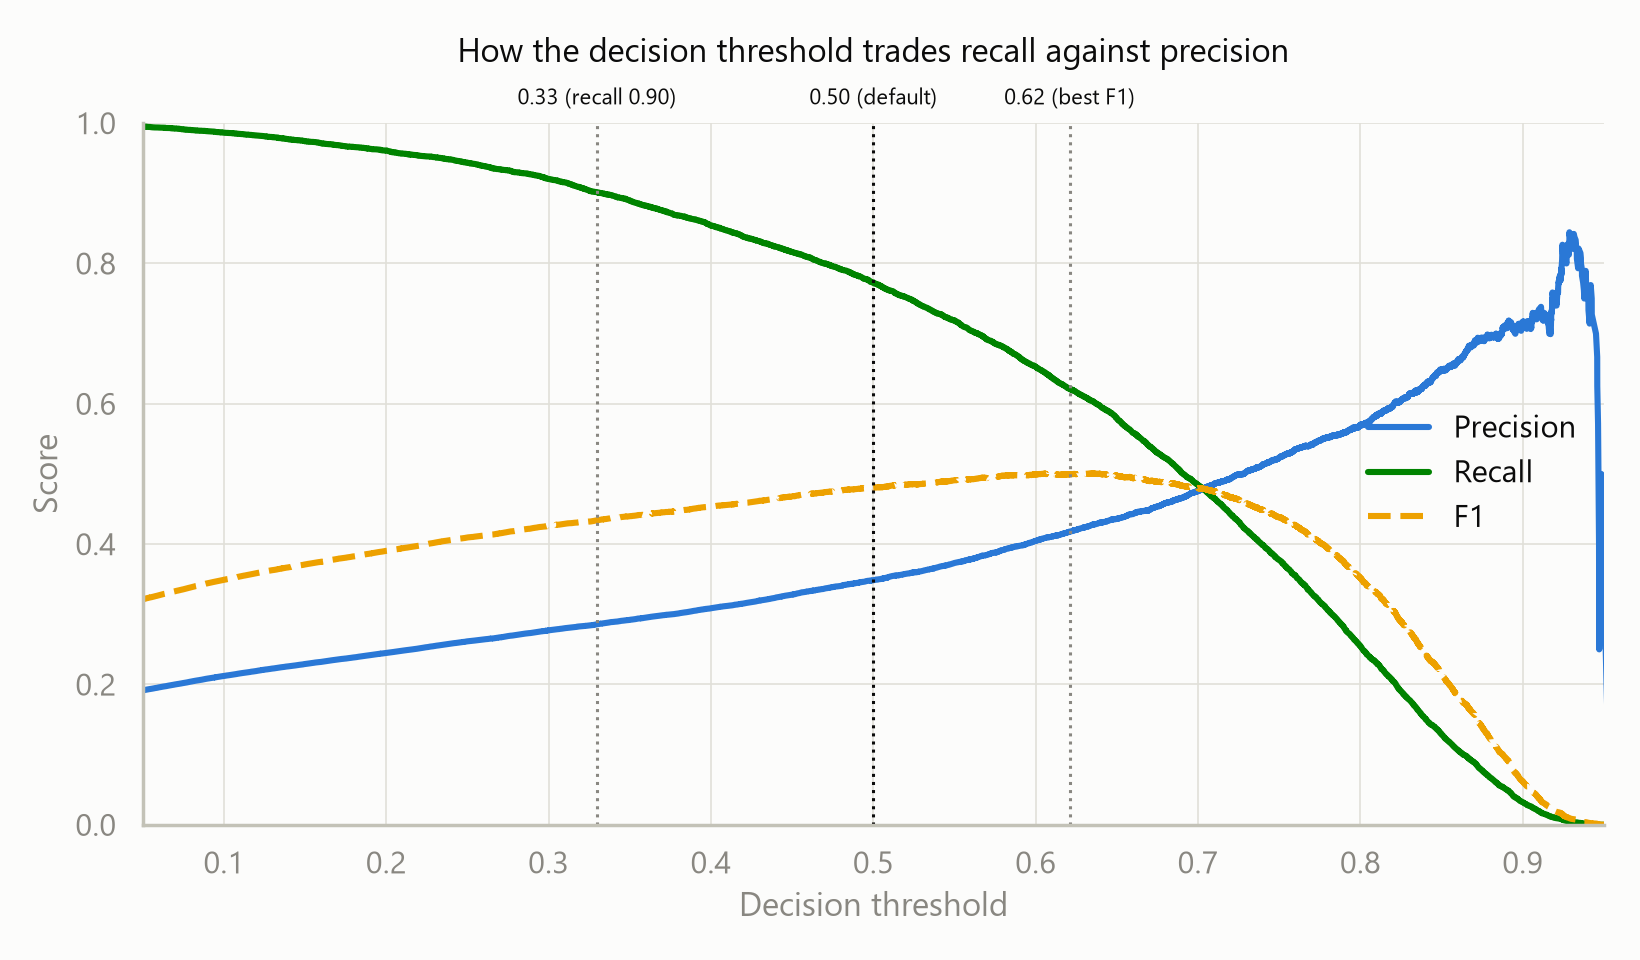 How the decision threshold trades recall against precision
0.33 (recall 0.90)
0.50 (default)
0.62 (best F1)
1.0
0.8
0.6
0.4
0.2
0.0
Score
Precision
Recall
F1
0.1
0.2
0.3
0.4
0.5
0.6
0.7
0.8
0.9
Decision threshold